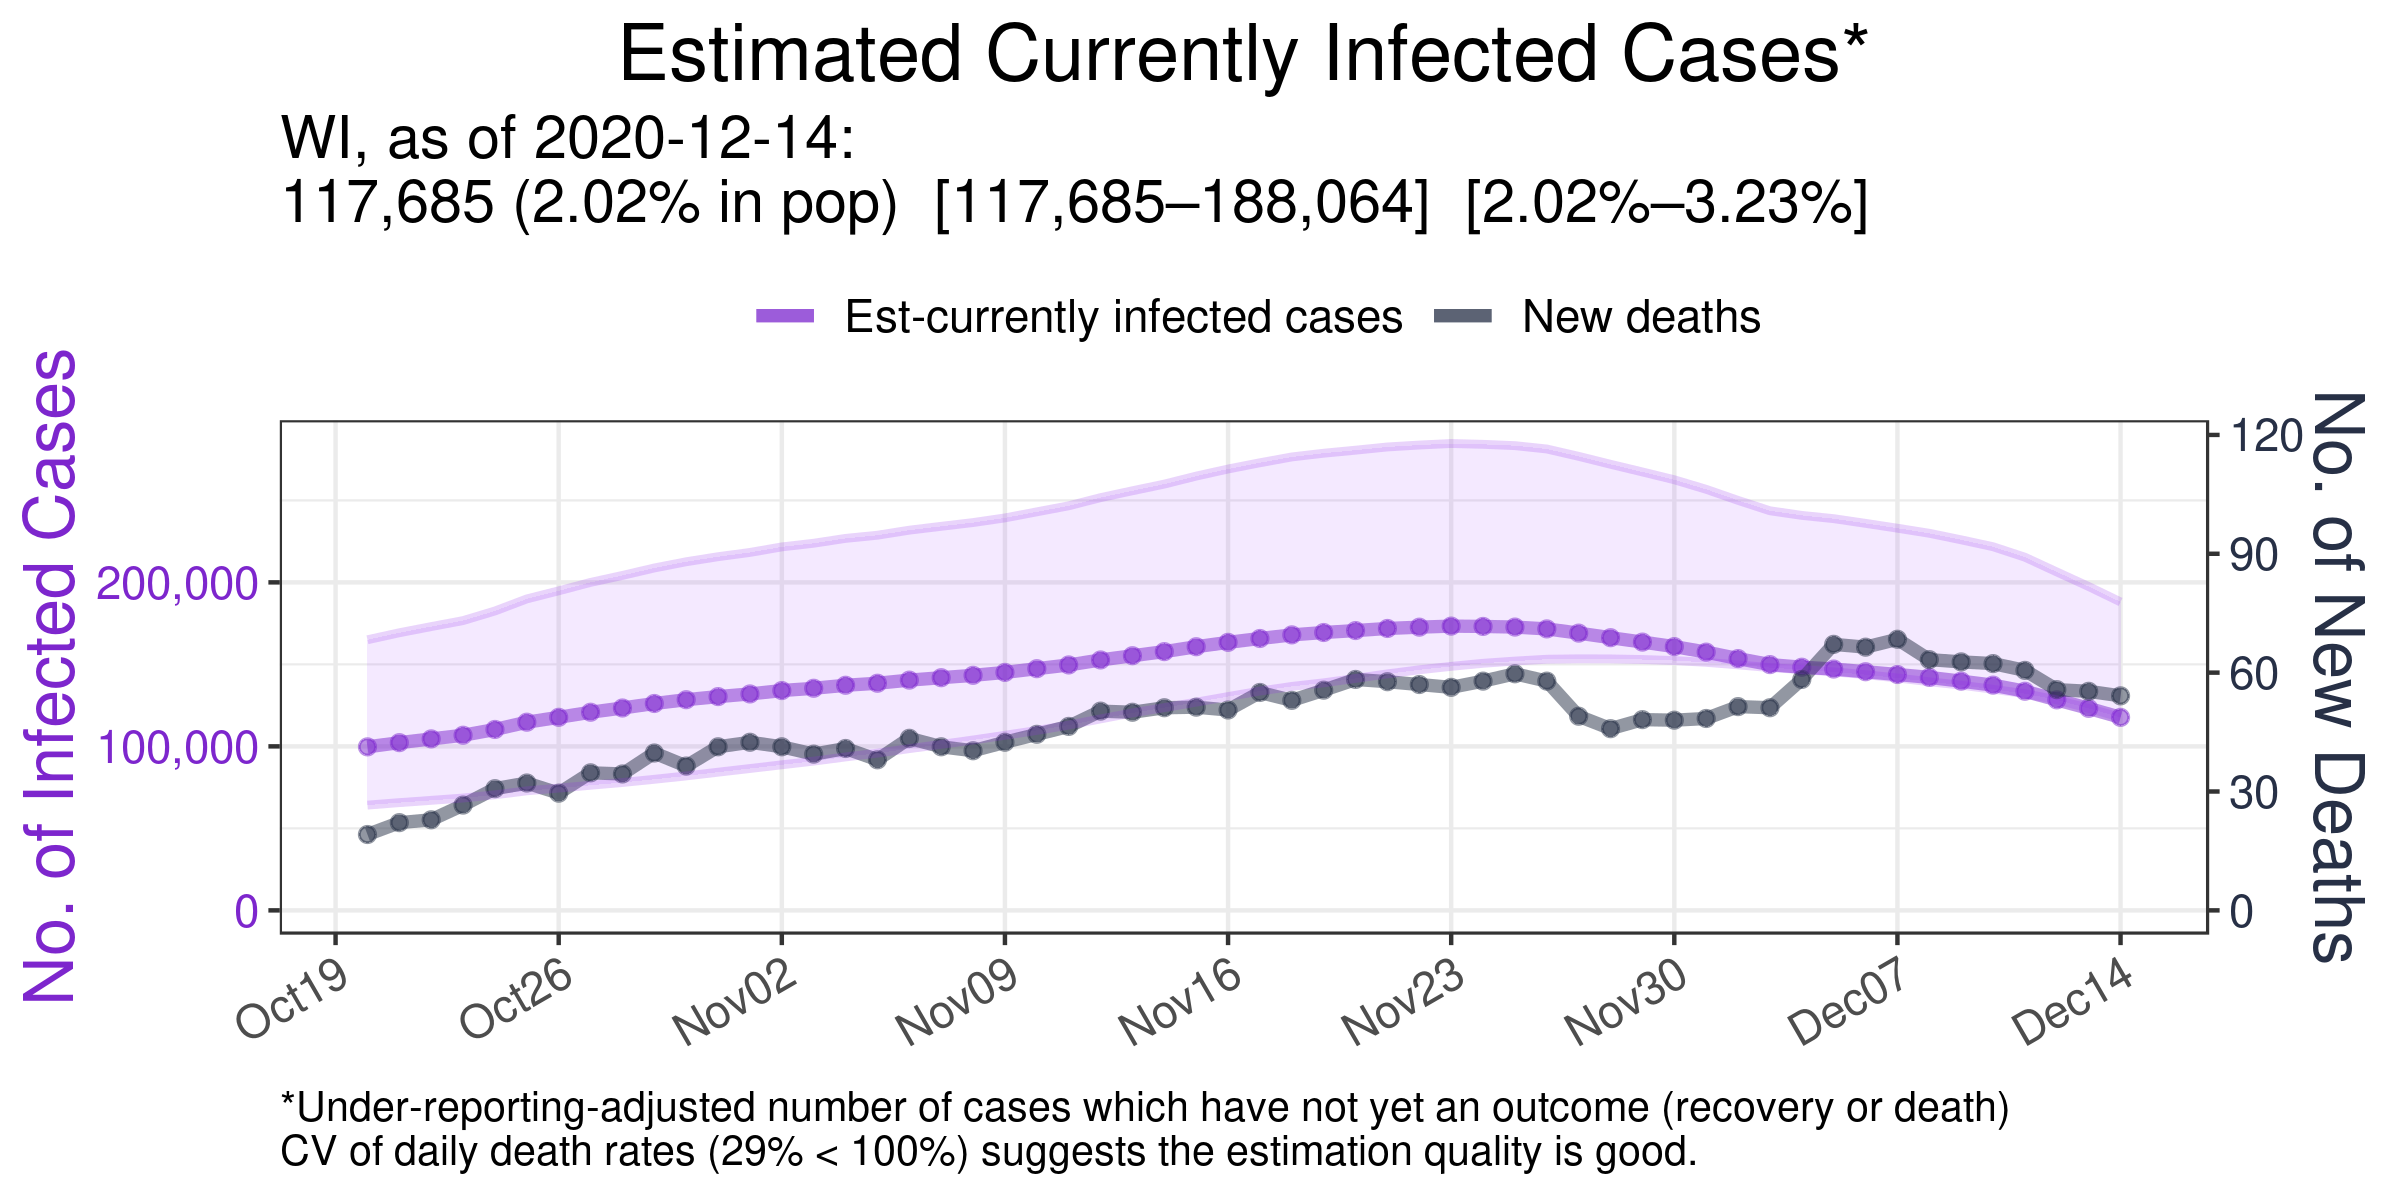 Estimated Currently Infected Cases*
WI, as of 2020-12-14:
117,685 (2.02% in pop)  [117,685–188,064]  [2.02%–3.23%]
Est-currently infected cases
New deaths
No. of Infected Cases
200,000
100,000
0
120
90
60
30
0
No. of New Deaths
Oct19
Oct26
Nov02
Nov09
Nov16
Nov23
Nov30
Dec07
Dec14
*Under-reporting-adjusted number of cases which have not yet an outcome (recovery or death)
CV of daily death rates (29% < 100%) suggests the estimation quality is good.